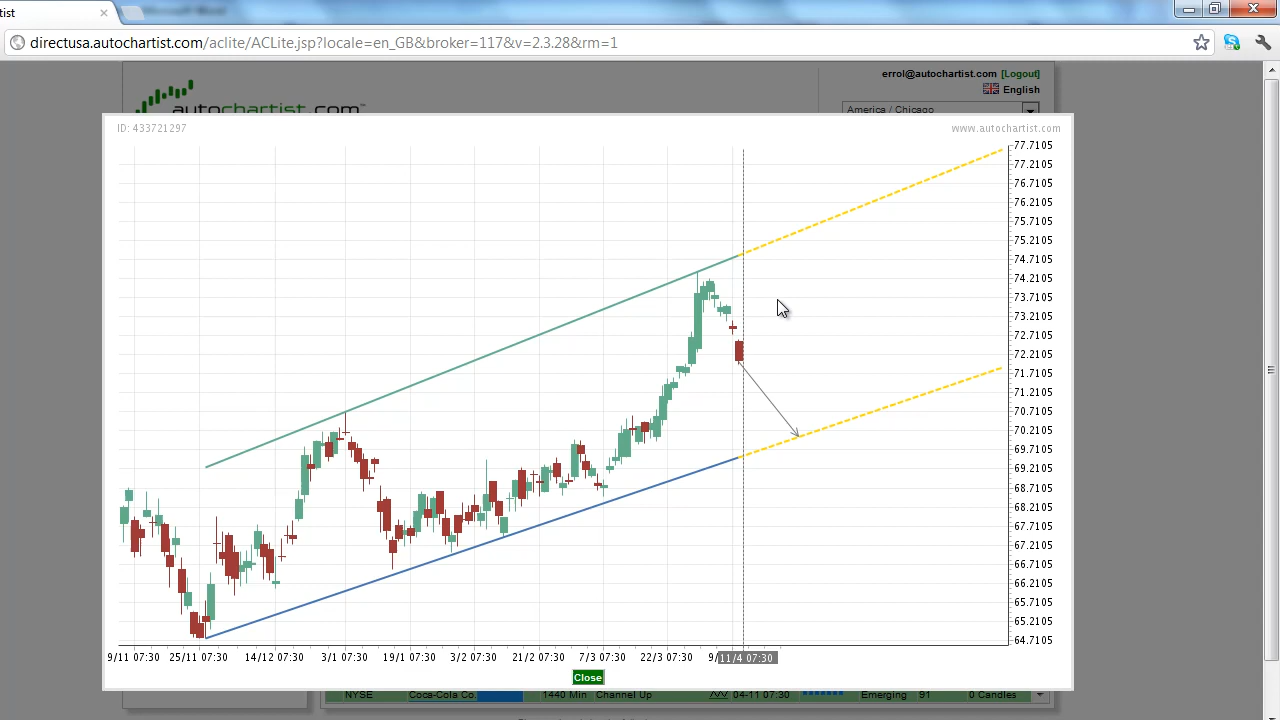 tist
directusa.autochartist.com/aclite/ACLite.jsp?locale=en_GB&broker=117&v=2.3.28&rm=1
errol@autochartist.com [Logout]
English
autochartist.com
America / Chicago
ID: 433721297
www.autochartist.com
77.7105
77.2105
76.7105
76.2105
75.7105
75.2105
74.7105
74.2105
73.7105
73.2105
72.7105
72.2105
71.7105
71.2105
70.7105
70.2105
69.7105
69.2105
68.7105
68.2105
67.7105
67.2105
66.7105
66.2105
65.7105
65.2105
64.7105
9/11 07:30 25/11 07:30 14/12 07:30 3/1 07:30 19/1 07:30 3/2 07:30 21/2 07:30 7/3 07:30 22/3 07:30 9/ 11/4 07:30
Close
NYSE Coca-Cola Co. 1440 Min Channel Up 04-11 07:30 Emerging 91 0 Candles